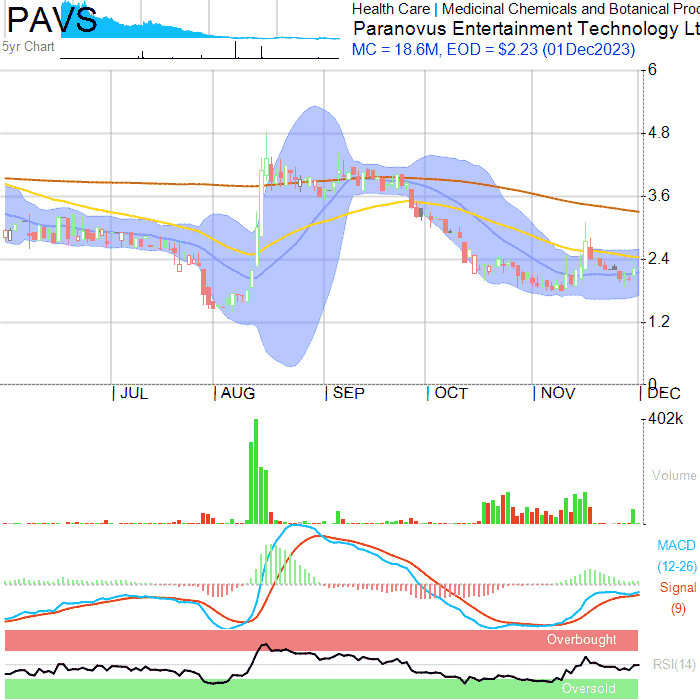 PAVS
5yr Chart
Health Care | Medicinal Chemicals and Botanical Proc
Paranovus Entertainment Technology Lt
MC = 18.6M, EOD = $2.23 (01Dec2023)
6
4.8
3.6
2.4
1.2
0
JUL
AUG
SEP
OCT
NOV
DEC
402k
Volume
MACD
(12-26)
Signal
(9)
Overbought
RSI(14)
Oversold